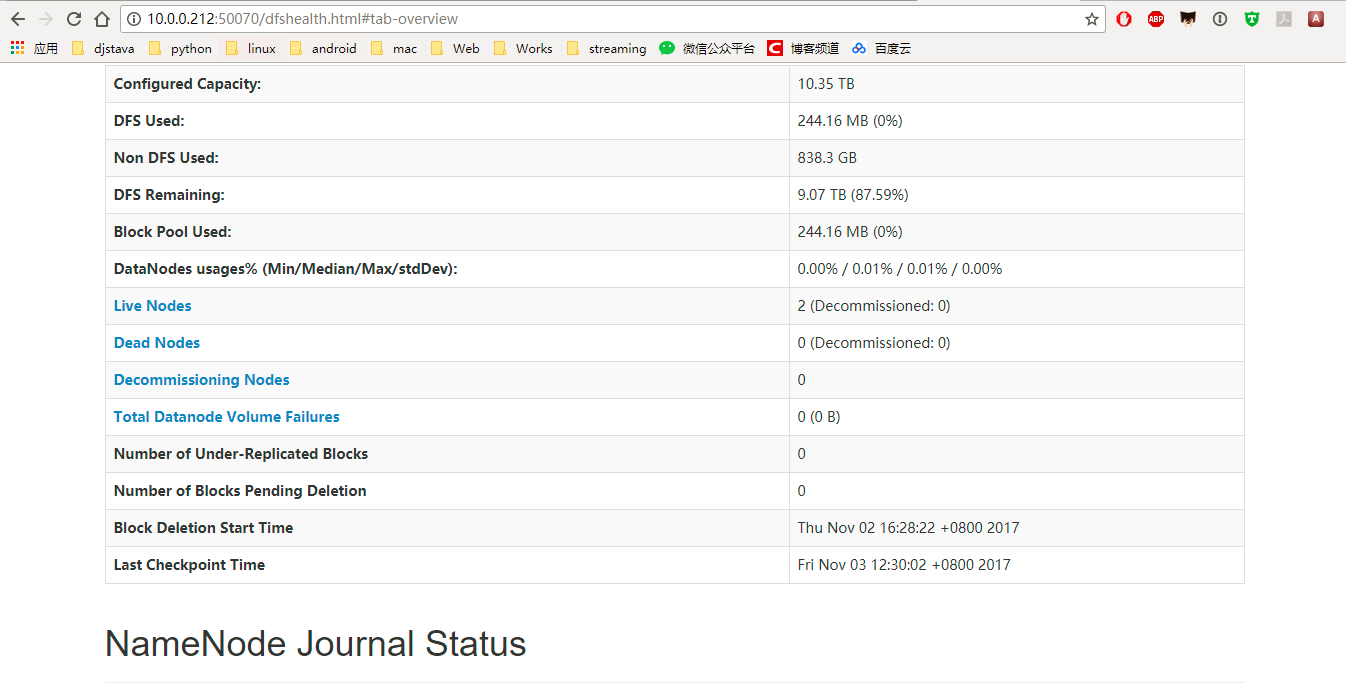 10.0.0.212:50070/dfshealth.html#tab-overview
ABP
T
A
应用 djstava python linux android mac Web Works streaming 微信公众平台 C 博客频道 百度云
Configured Capacity: 10.35 TB
DFS Used: 244.16 MB (0%)
Non DFS Used: 838.3 GB
DFS Remaining: 9.07 TB (87.59%)
Block Pool Used: 244.16 MB (0%)
DataNodes usages% (Min/Median/Max/stdDev): 0.00% / 0.01% / 0.01% / 0.00%
Live Nodes 2 (Decommissioned: 0)
Dead Nodes 0 (Decommissioned: 0)
Decommissioning Nodes 0
Total Datanode Volume Failures 0 (0 B)
Number of Under-Replicated Blocks 0
Number of Blocks Pending Deletion 0
Block Deletion Start Time Thu Nov 02 16:28:22 +0800 2017
Last Checkpoint Time Fri Nov 03 12:30:02 +0800 2017
NameNode Journal Status